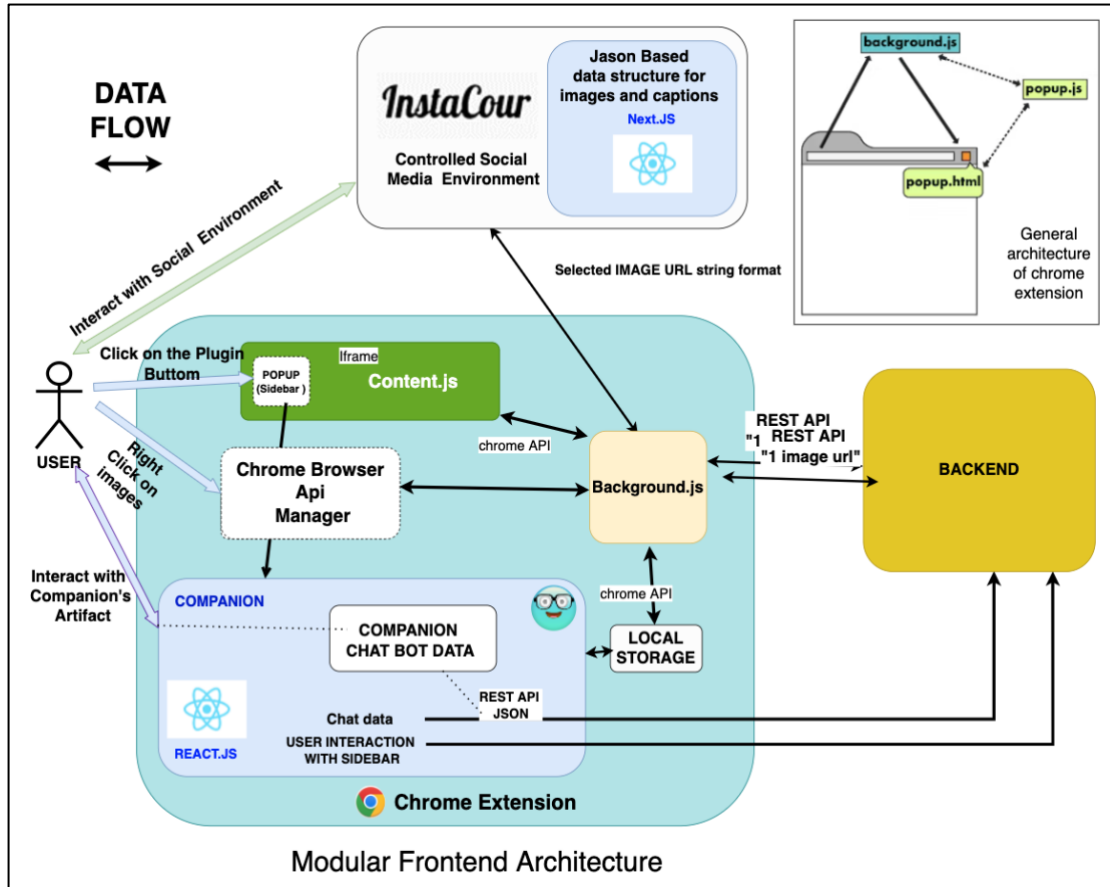 DATA
FLOW
InstaCour
Controlled Social
Media Environment
Jason Based
data structure for
images and captions
Next.JS
background.js
popup.js
popup.html
General
architecture
of chrome
extension
Interact with Social Environment
Selected IMAGE URL string format
Click on the Plugin
Buttom
POPUP
(Sidebar )
Iframe
Content.js
USER
Right
Click on
images
chrome API
Chrome Browser
Api
Manager
Background.js
REST API
"1
REST API
"1 image url"
BACKEND
Interact with
Companion's
Artifact
COMPANION
COMPANION
CHAT BOT DATA
chrome API
LOCAL
STORAGE
REST API
JSON
Chat data
REACT.JS
USER INTERACTION
WITH SIDEBAR
Chrome Extension
Modular Frontend Architecture